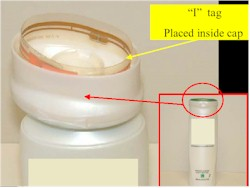 “I” tag
Placed inside cap